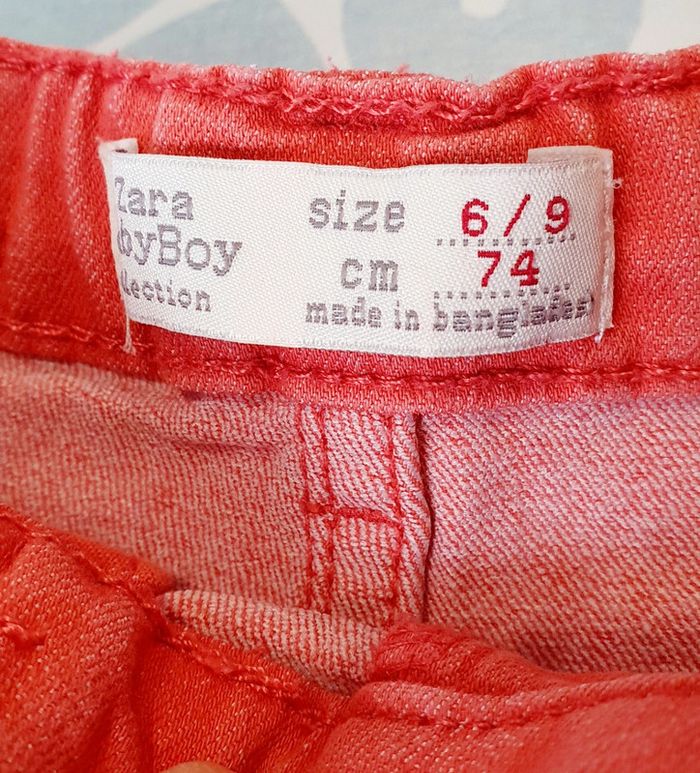 Zara
byBoy
llection
size 6/9
cm 74
made in bangladesh